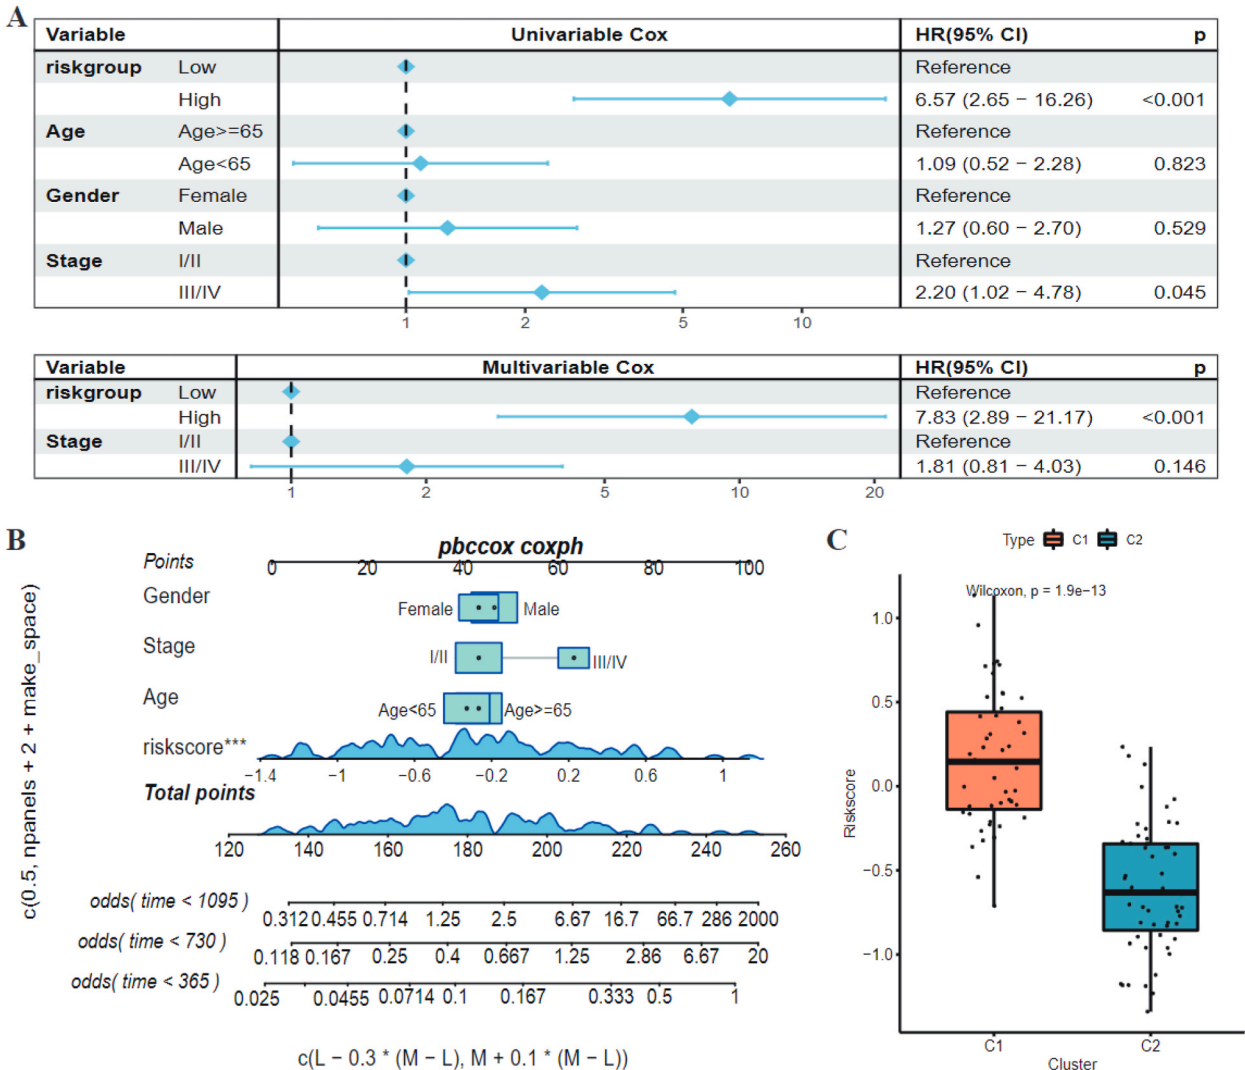 A
Variable Univariable Cox HR(95% CI) p
riskgroup Low Reference
High 6.57 (2.65 − 16.26) <0.001
Age Age>=65 Reference
Age<65 1.09 (0.52 − 2.28) 0.823
Gender Female Reference
Male 1.27 (0.60 − 2.70) 0.529
Stage I/II Reference
III/IV 2.20 (1.02 − 4.78) 0.045
1 2 5 10
Variable Multivariable Cox HR(95% CI) p
riskgroup Low Reference
High 7.83 (2.89 − 21.17) <0.001
Stage I/II Reference
III/IV 1.81 (0.81 − 4.03) 0.146
1 2 5 10 20
B
c(0.5, npanels + 2 + make_space)
pbccox coxph
Points
0 20 40 60 80 100
Gender
Female Male
Stage
I/II III/IV
Age
Age<65 Age>=65
riskscore***
−1.4 −1 −0.6 −0.2 0.2 0.6 1
Total points
120 140 160 180 200 220 240 260
odds( time < 1095 )
0.312 0.455 0.714 1.25 2.5 6.67 16.7 66.7 286 2000
odds( time < 730 )
0.118 0.167 0.25 0.4 0.667 1.25 2.86 6.67 20
odds( time < 365 )
0.025 0.0455 0.0714 0.1 0.167 0.333 0.5 1
c(L − 0.3 * (M − L), M + 0.1 * (M − L))
C
Type C1 C2
Wilcoxon, p = 1.9e−13
Riskscore
1.0
0.5
0.0
−0.5
−1.0
C1 C2
Cluster